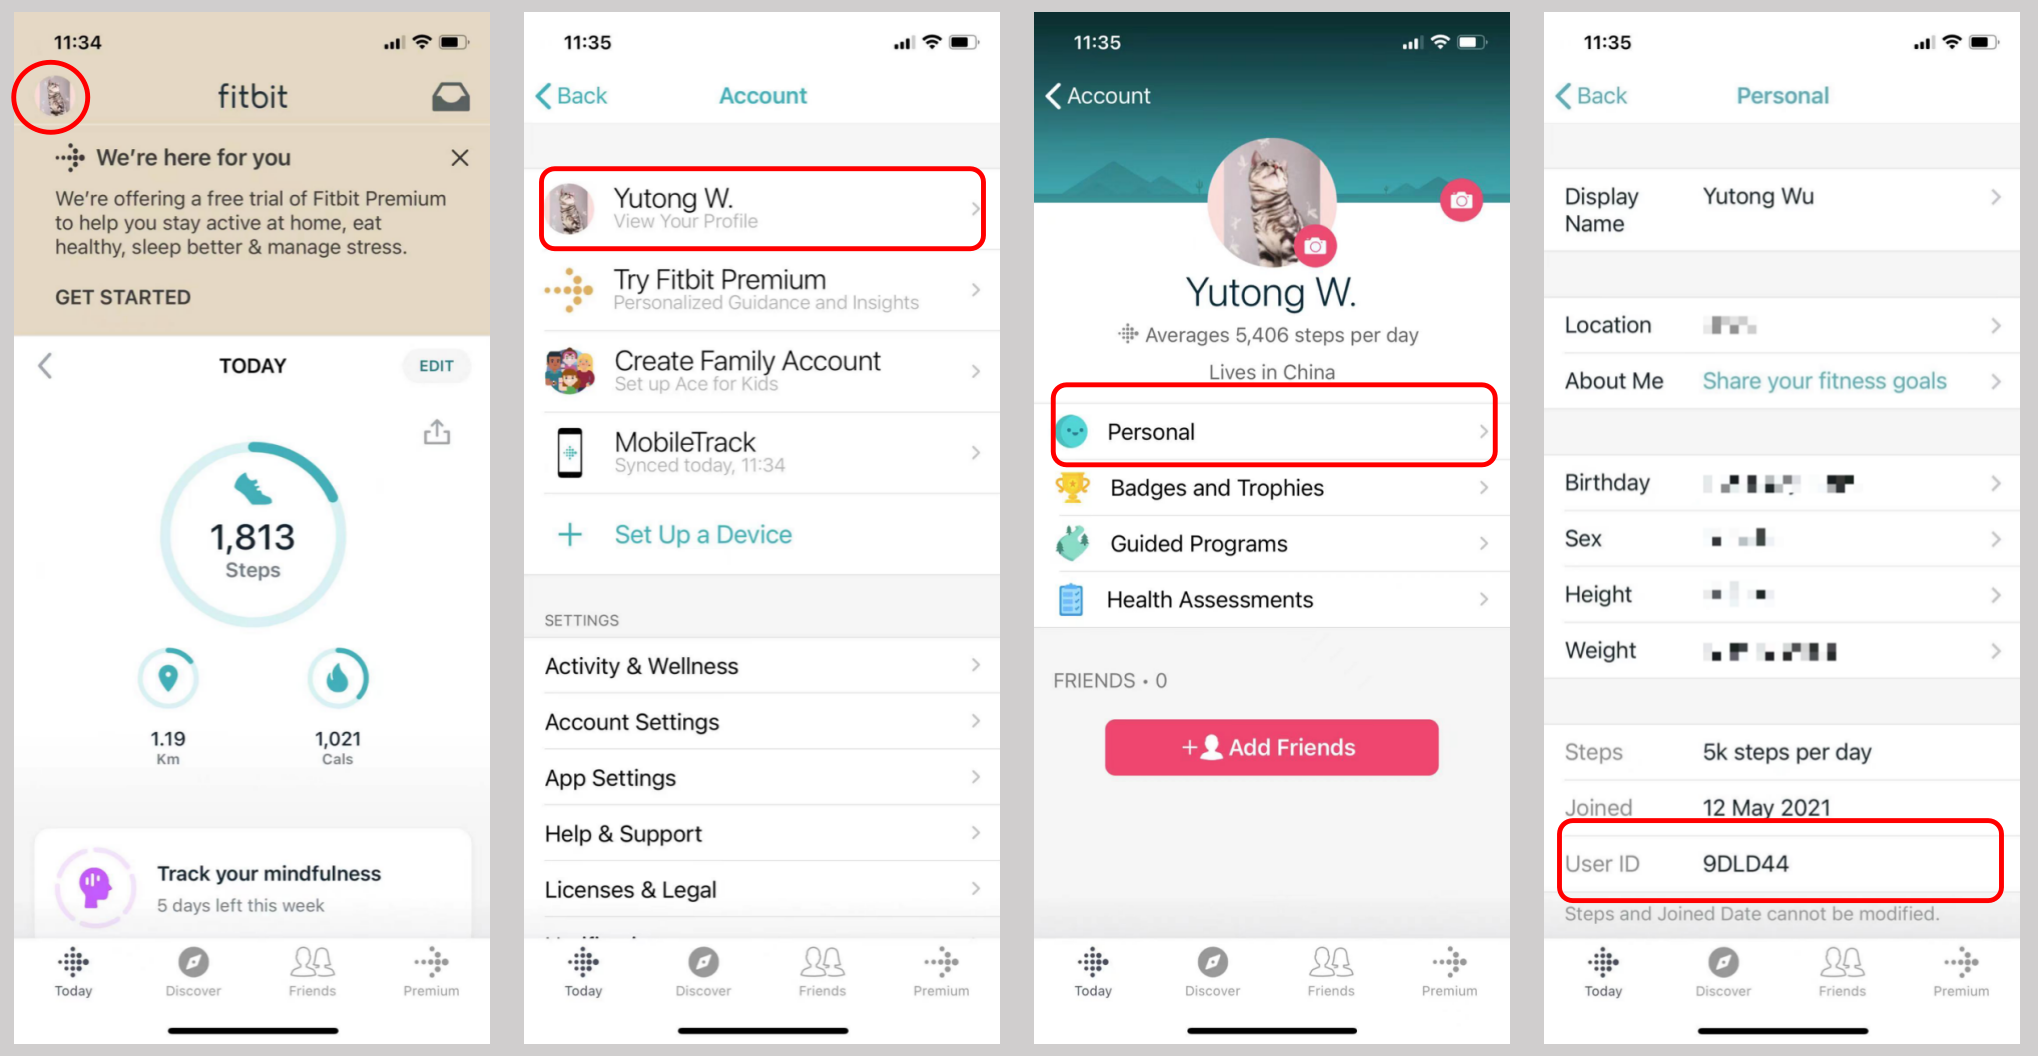 11:34
fitbit
We're here for you
We're offering a free trial of Fitbit Premium
to help you stay active at home, eat
healthy, sleep better & manage stress.
GET STARTED
TODAY
EDIT
1,813
Steps
1.19
Km
1,021
Cals
Track your mindfulness
5 days left this week
Today
Discover
Friends
Premium
11:35
Back
Account
Yutong W.
View Your Profile
Try Fitbit Premium
Personalized Guidance and Insights
Create Family Account
Set up Ace for Kids
MobileTrack
Synced today, 11:34
+ Set Up a Device
SETTINGS
Activity & Wellness
Account Settings
App Settings
Help & Support
Licenses & Legal
Today
Discover
Friends
Premium
11:35
Account
Yutong W.
Averages 5,406 steps per day
Lives in China
Personal
Badges and Trophies
Guided Programs
Health Assessments
FRIENDS • 0
+ Add Friends
Today
Discover
Friends
Premium
11:35
Back
Personal
Display
Name
Yutong Wu
Location
About Me Share your fitness goals
Birthday
Sex
Height
Weight
Steps 5k steps per day
Joined 12 May 2021
User ID 9DLD44
Steps and Joined Date cannot be modified.
Today
Discover
Friends
Premium